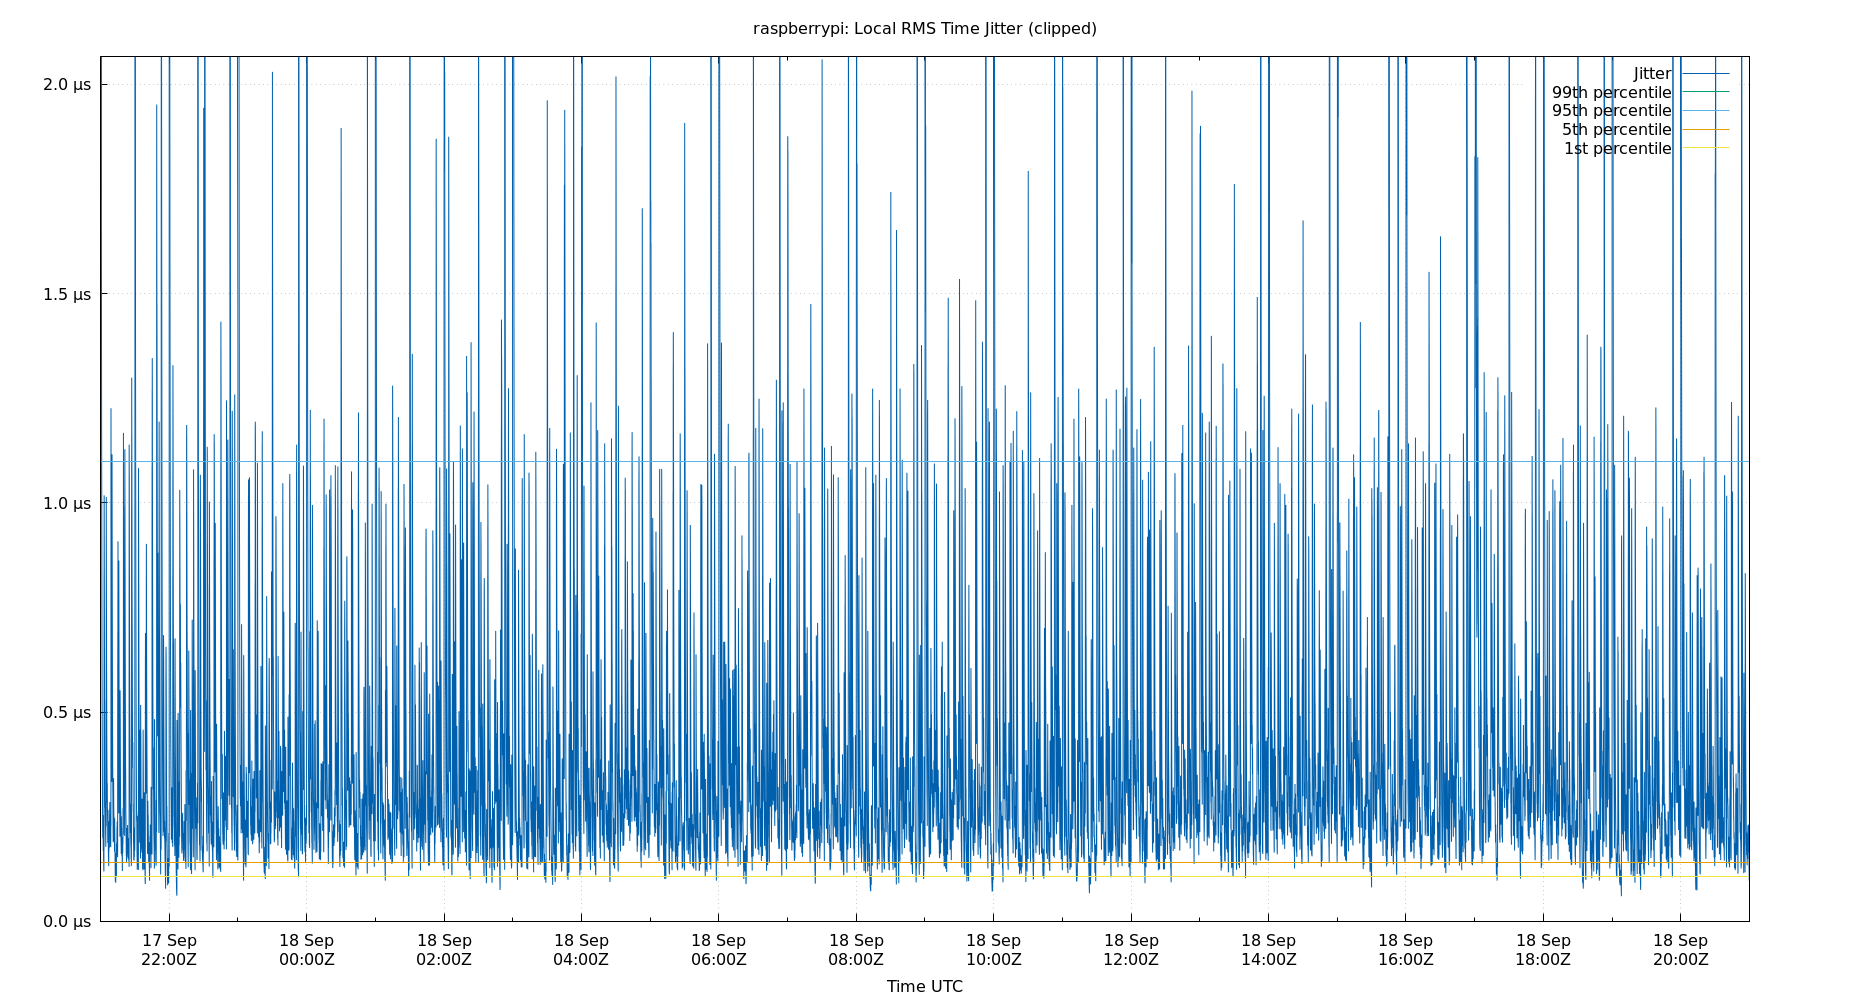 raspberrypi: Local RMS Time Jitter (clipped)
2.0 µs
1.5 µs
1.0 µs
0.5 µs
0.0 µs
Jitter
99th percentile
95th percentile
5th percentile
1st percentile
17 Sep
22:00Z
18 Sep
00:00Z
18 Sep
02:00Z
18 Sep
04:00Z
18 Sep
06:00Z
18 Sep
08:00Z
18 Sep
10:00Z
18 Sep
12:00Z
18 Sep
14:00Z
18 Sep
16:00Z
18 Sep
18:00Z
18 Sep
20:00Z
Time UTC